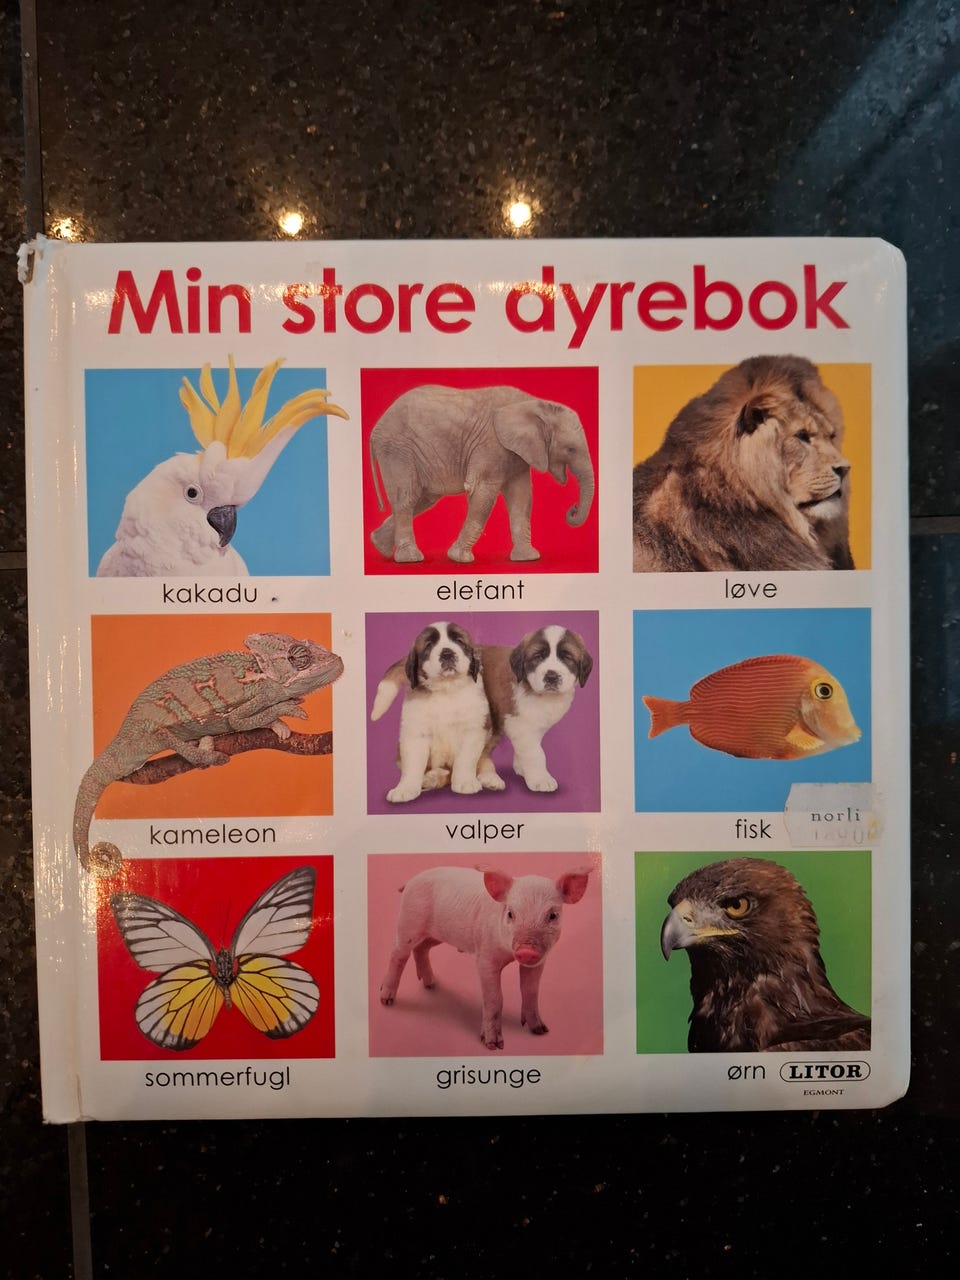 Min store dyrebok
kakadu
elefant
løve
kameleon
valper
fisk
norli
sommerfugl
grisunge
ørn
LITOR
EGMONT